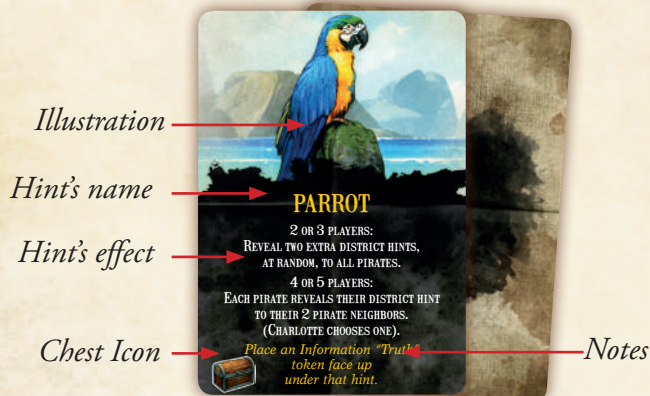 Illustration
Hint's name
PARROT
2 OR 3 PLAYERS:
REVEAL TWO EXTRA DISTRICT HINTS,
AT RANDOM, TO ALL PIRATES.
Hint's effect
4 OR 5 PLAYERS:
EACH PIRATE REVEALS THEIR DISTRICT HINT
TO THEIR 2 PIRATE NEIGHBORS.
(CHARLOTTE CHOOSES ONE).
Chest Icon
Place an Information "Truth"
token face up
under that hint.
Notes